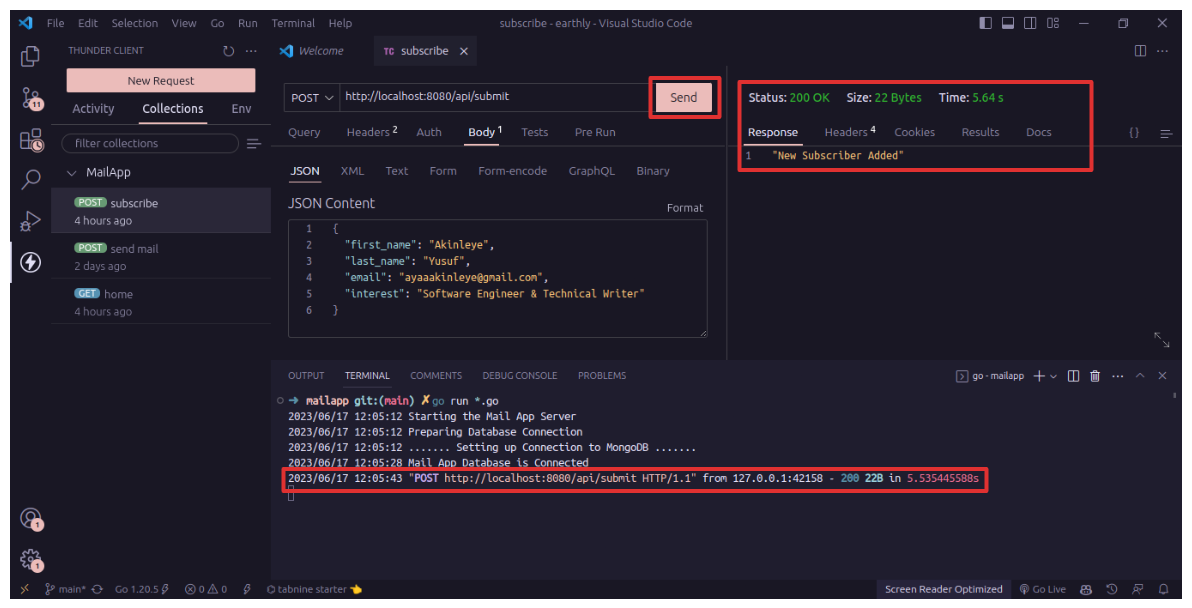 File Edit Selection View Go Run Terminal Help subscribe - earthly - Visual Studio Code
THUNDER CLIENT
Welcome
TC subscribe
New Request
Activity Collections Env
filter collections
MailApp
POST subscribe
4 hours ago
POST send mail
2 days ago
GET home
4 hours ago
11
1
1
POST http://localhost:8080/api/submit Send
Query Headers 2 Auth Body 1 Tests Pre Run
JSON XML Text Form Form-encode GraphQL Binary
JSON Content
Format
1 {
2 "first_name": "Akinleye",
3 "last_name": "Yusuf",
4 "email": "ayaaakinleye@gmail.com",
5 "interest": "Software Engineer & Technical Writer"
6 }
Status: 200 OK Size: 22 Bytes Time: 5.64 s
Response Headers 4 Cookies Results Docs {}
1 "New Subscriber Added"
OUTPUT TERMINAL COMMENTS DEBUG CONSOLE PROBLEMS
go - mailapp
→ mailapp git:(main) ✗ go run *.go
2023/06/17 12:05:12 Starting the Mail App Server
2023/06/17 12:05:12 Preparing Database Connection
2023/06/17 12:05:12 ....... Setting up Connection to MongoDB .......
2023/06/17 12:05:28 Mail App Database is Connected
2023/06/17 12:05:43 "POST http://localhost:8080/api/submit HTTP/1.1" from 127.0.0.1:42158 - 200 22B in 5.535445588s
main* Go 1.20.5 0 0 tabnine starter Screen Reader Optimized Go Live